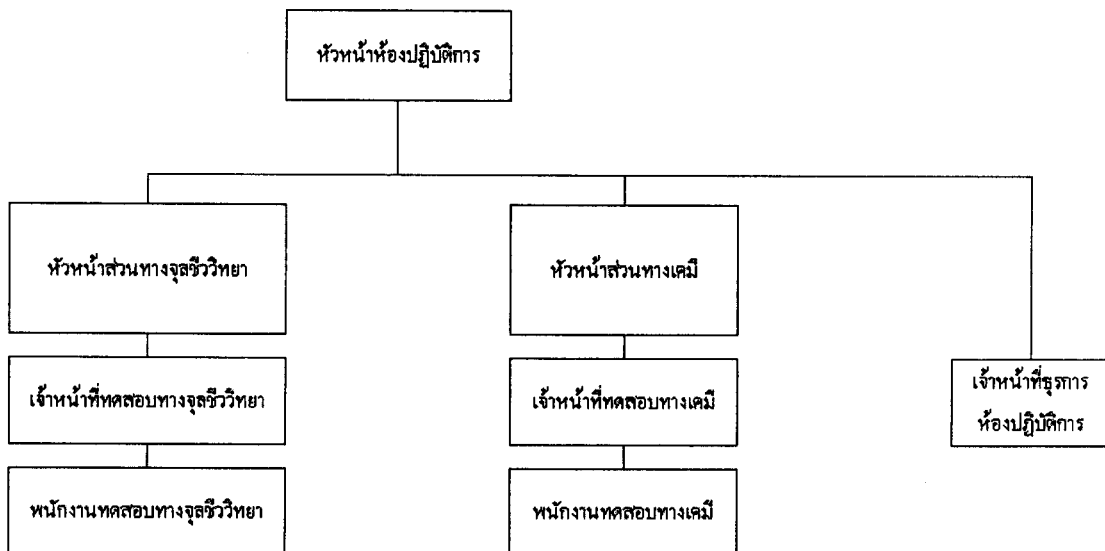 หัวหน้าห้องปฏิบัติการ
หัวหน้าส่วนทางจุลชีววิทยา
หัวหน้าส่วนทางเคมี
เจ้าหน้าที่ทดสอบทางจุลชีววิทยา
เจ้าหน้าที่ทดสอบทางเคมี
เจ้าหน้าที่ธุรการ
ห้องปฏิบัติการ
พนักงานทดสอบทางจุลชีววิทยา
พนักงานทดสอบทางเคมี